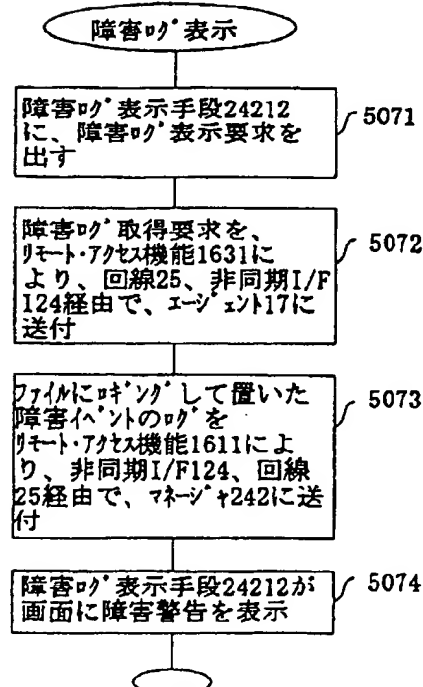 障害ﾛｸﾞ表示
障害ﾛｸﾞ表示手段24212
に、障害ﾛｸﾞ表示要求を
出す
5071
障害ﾛｸﾞ取得要求を、
ﾘﾓｰﾄ･ｱｸｾｽ機能1631に
より、回線25、非同期I/F
124経由で、ｴｰｼﾞｪﾝﾄ17に
送付
5072
ﾌｧｲﾙにﾛｷﾞﾝｸﾞして置いた
障害ｲﾍﾞﾝﾄのﾛｸﾞを
ﾘﾓｰﾄ･ｱｸｾｽ機能1611によ
り、非同期I/F124、回線
25経由で、ﾏﾈｰｼﾞｬ242に送
付
5073
障害ﾛｸﾞ表示手段24212が
画面に障害警告を表示
5074